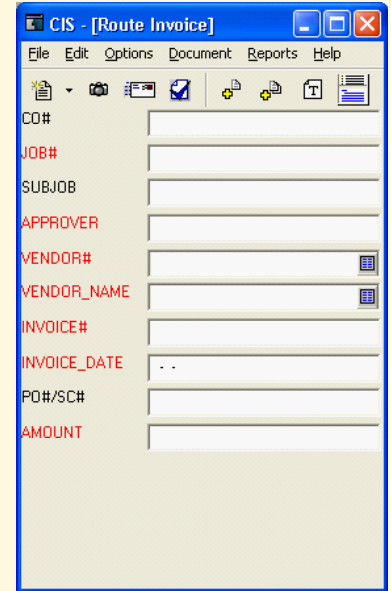 CIS - [Route Invoice]
File Edit Options Document Reports Help
CO#
JOB#
SUBJOB
APPROVER
VENDOR#
VENDOR_NAME
INVOICE#
INVOICE_DATE . .
PO#/SC#
AMOUNT